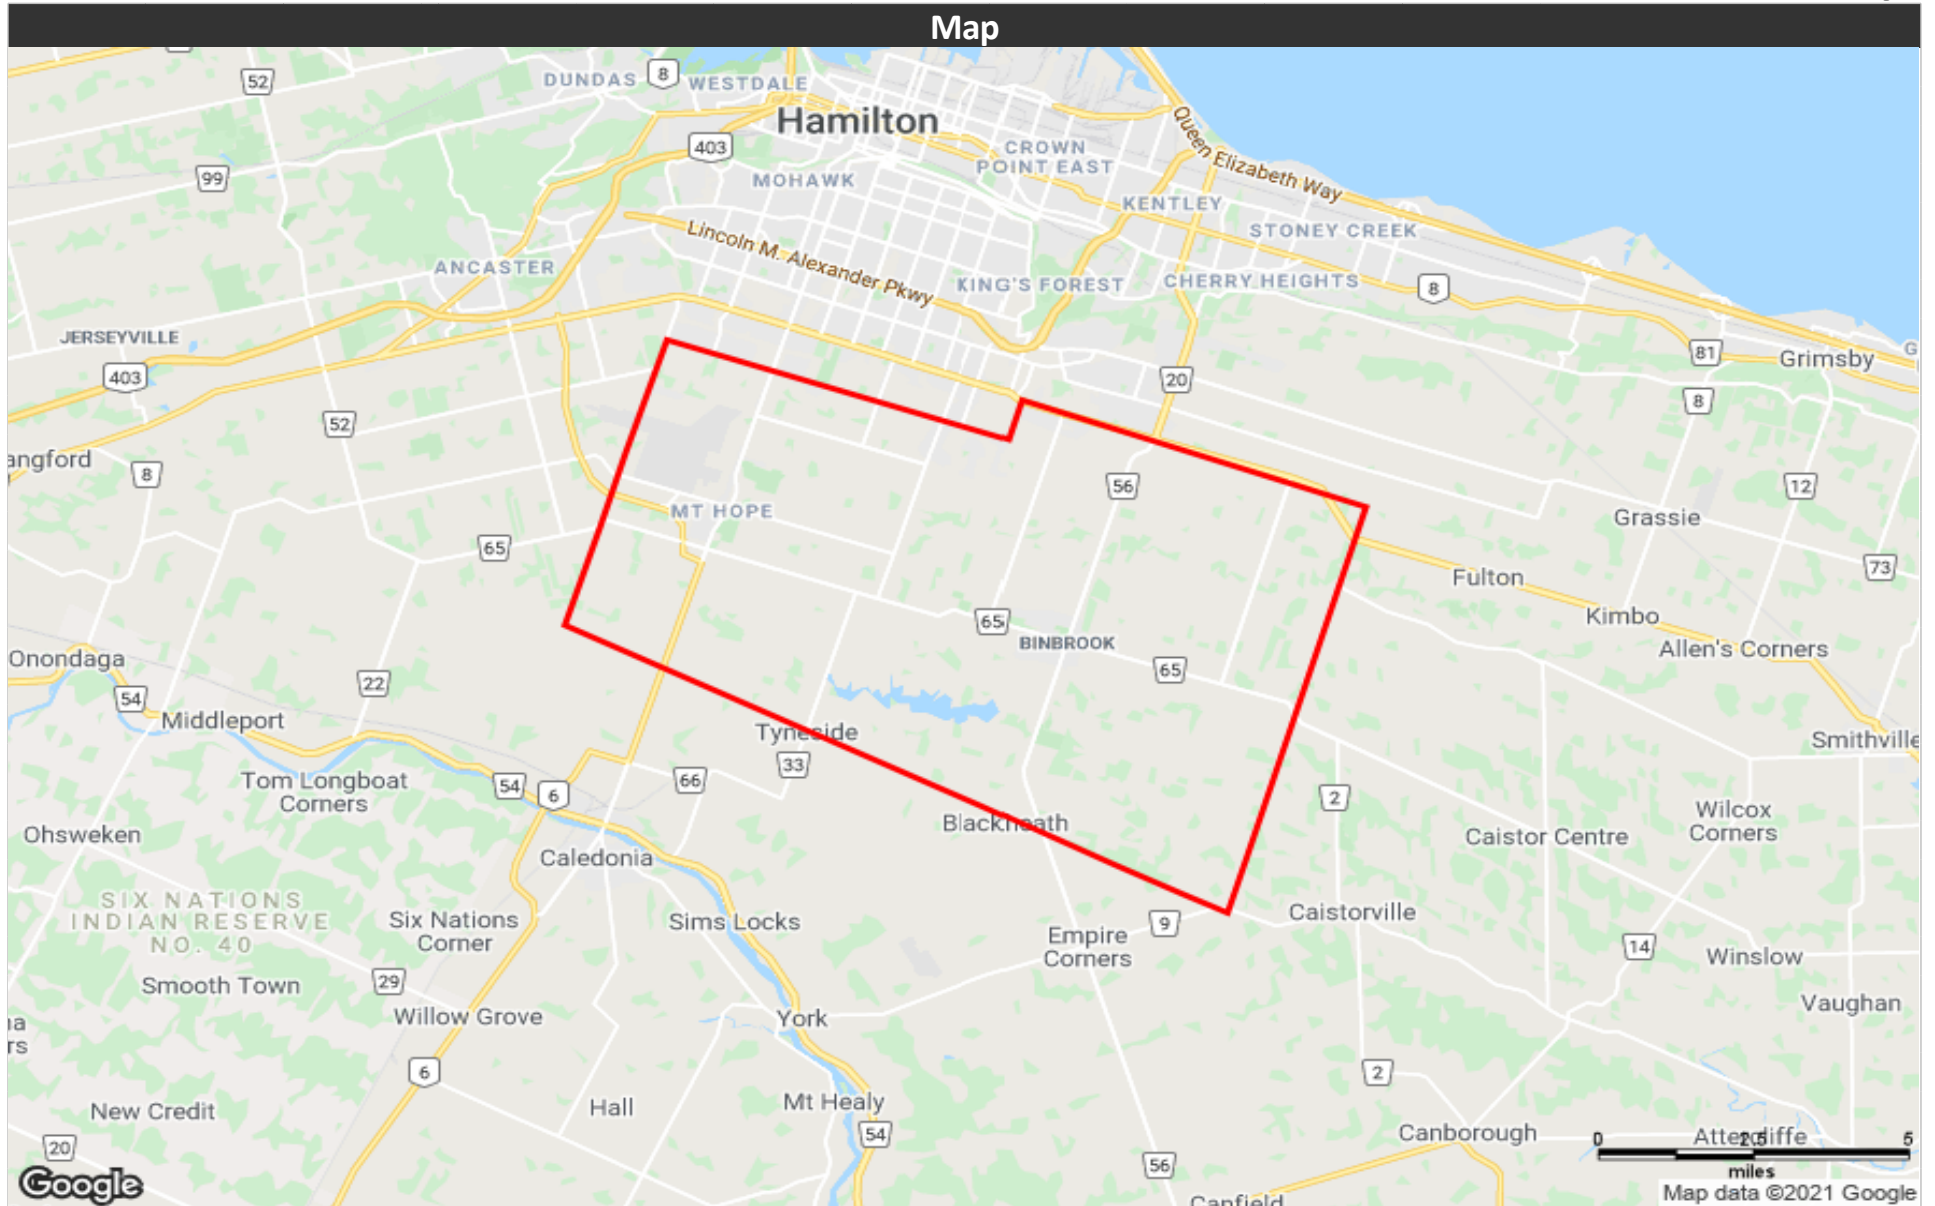 Map
52
DUNDAS
8
WESTDALE
Hamilton
403
CROWN
POINT EAST
Queen Elizabeth Way
99
MOHAWK
KENTLEY
STONEY CREEK
Lincoln M. Alexander Pkwy
ANCASTER
KING'S FOREST
CHERRY HEIGHTS
8
JERSEYVILLE
403
81
Grimsby
G
20
8
52
angford
8
56
12
MT HOPE
Grassie
65
73
Fulton
65
Kimbo
BINBROOK
Allen's Corners
Onondaga
65
22
54
Middleport
Tyneside
Smithville
33
66
Tom Longboat
Corners
54
6
2
Wilcox
Corners
Blackheath
Ohsweken
Caistor Centre
Caledonia
SIX NATIONS
INDIAN RESERVE
NO. 40
Six Nations
Corner
Sims Locks
9
Caistorville
Empire
Corners
14
Winslow
Smooth Town
29
Willow Grove
York
Vaughan
na
rs
6
2
New Credit
Hall
Mt Healy
54
Canborough
Attercliffe
0 2.5 5
miles
20
56
Google
Canfield
Map data ©2021 Google